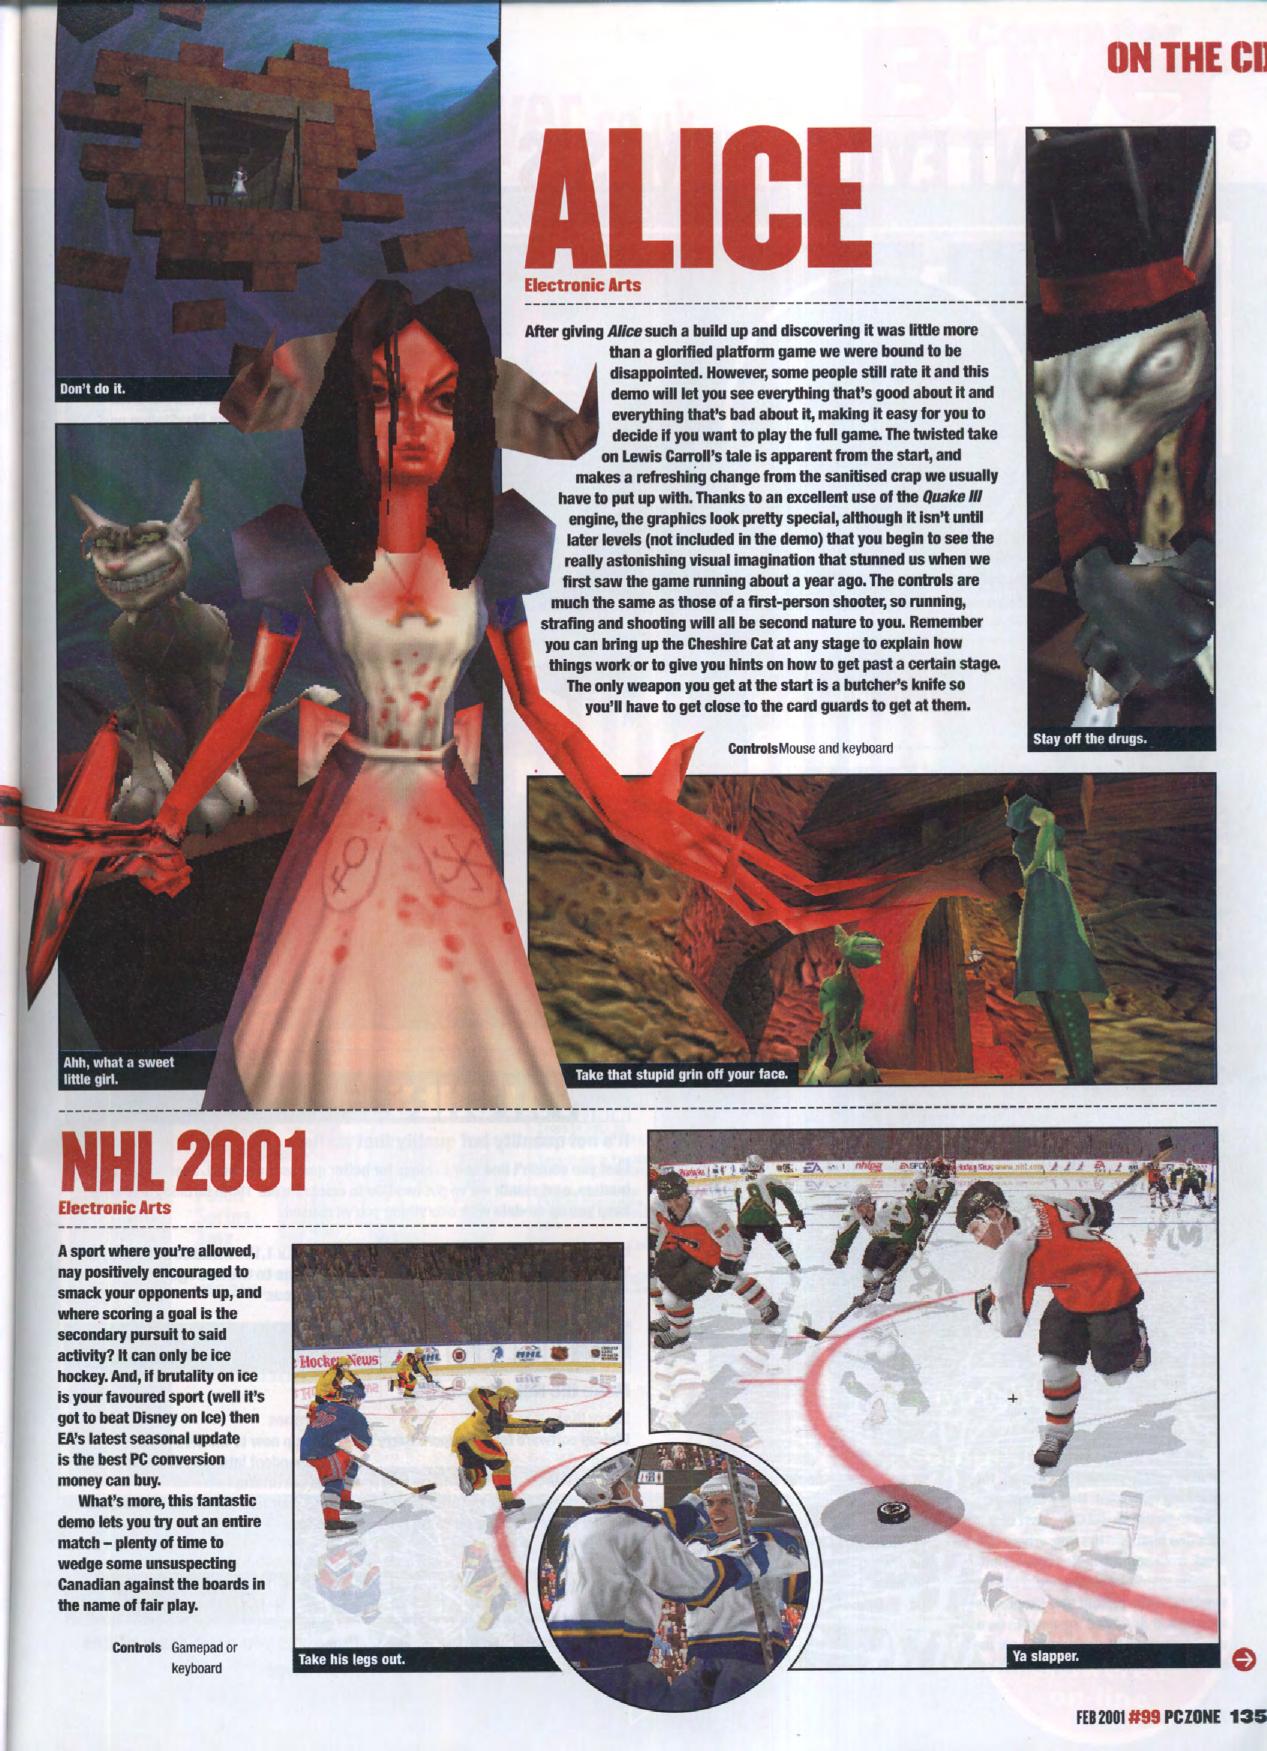 ON THE CD
ALICE
Electronic Arts
After giving Alice such a build up and discovering it was little more
than a glorified platform game we were bound to be
disappointed. However, some people still rate it and this
demo will let you see everything that's good about it and
everything that's bad about it, making it easy for you to
decide if you want to play the full game. The twisted take
on Lewis Carroll's tale is apparent from the start, and
makes a refreshing change from the sanitised crap we usually
have to put up with. Thanks to an excellent use of the Quake III
engine, the graphics look pretty special, although it isn't until
later levels (not included in the demo) that you begin to see the
really astonishing visual imagination that stunned us when we
first saw the game running about a year ago. The controls are
much the same as those of a first-person shooter, so running,
strafing and shooting will all be second nature to you. Remember
you can bring up the Cheshire Cat at any stage to explain how
things work or to give you hints on how to get past a certain stage.
The only weapon you get at the start is a butcher's knife so
you'll have to get close to the card guards to get at them.
Controls Mouse and keyboard
Don't do it.
Stay off the drugs.
Ahh, what a sweet
little girl.
Take that stupid grin off your face.
NHL 2001
Electronic Arts
A sport where you're allowed,
nay positively encouraged to
smack your opponents up, and
where scoring a goal is the
secondary pursuit to said
activity? It can only be ice
hockey. And, if brutality on ice
is your favoured sport (well it's
got to beat Disney on Ice) then
EA's latest seasonal update
is the best PC conversion
money can buy.
What's more, this fantastic
demo lets you try out an entire
match – plenty of time to
wedge some unsuspecting
Canadian against the boards in
the name of fair play.
Controls Gamepad or
keyboard
Hockey News
NHL
EA
Take his legs out.
Ya slapper.
FEB 2001 #99 PCZONE 135